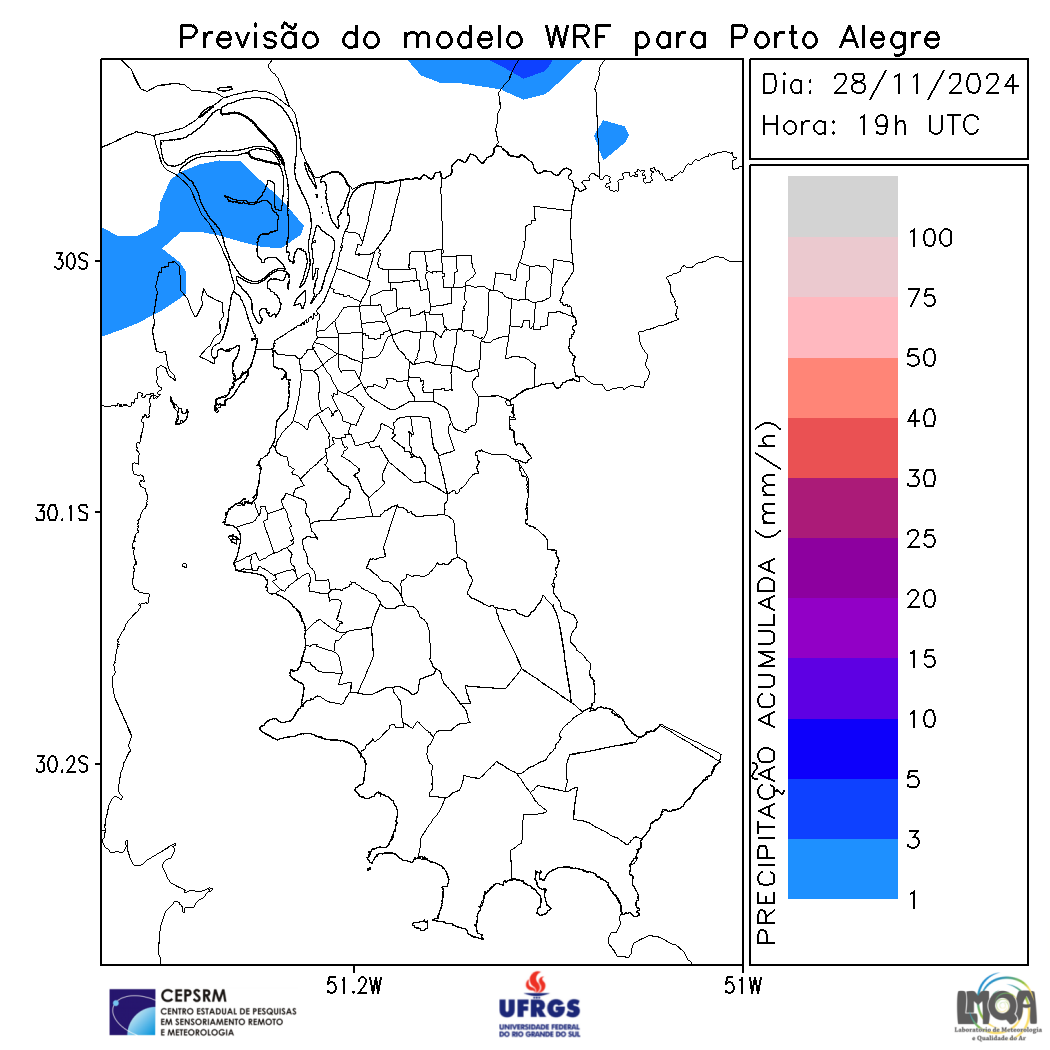 Previsão do modelo WRF para Porto Alegre
Dia: 28/11/2024
Hora: 19h UTC
30S
30.1S
30.2S
51.2W
51W
PRECIPITAÇÃO ACUMULADA (mm/h)
100
75
50
40
30
25
20
15
10
5
3
1
CEPSRM
CENTRO ESTADUAL DE PESQUISAS
EM SENSORIAMENTO REMOTO
E METEOROLOGIA
UFRGS
UNIVERSIDADE FEDERAL
DO RIO GRANDE DO SUL
LMQA
Laboratório de Meteorologia
e Qualidade do Ar